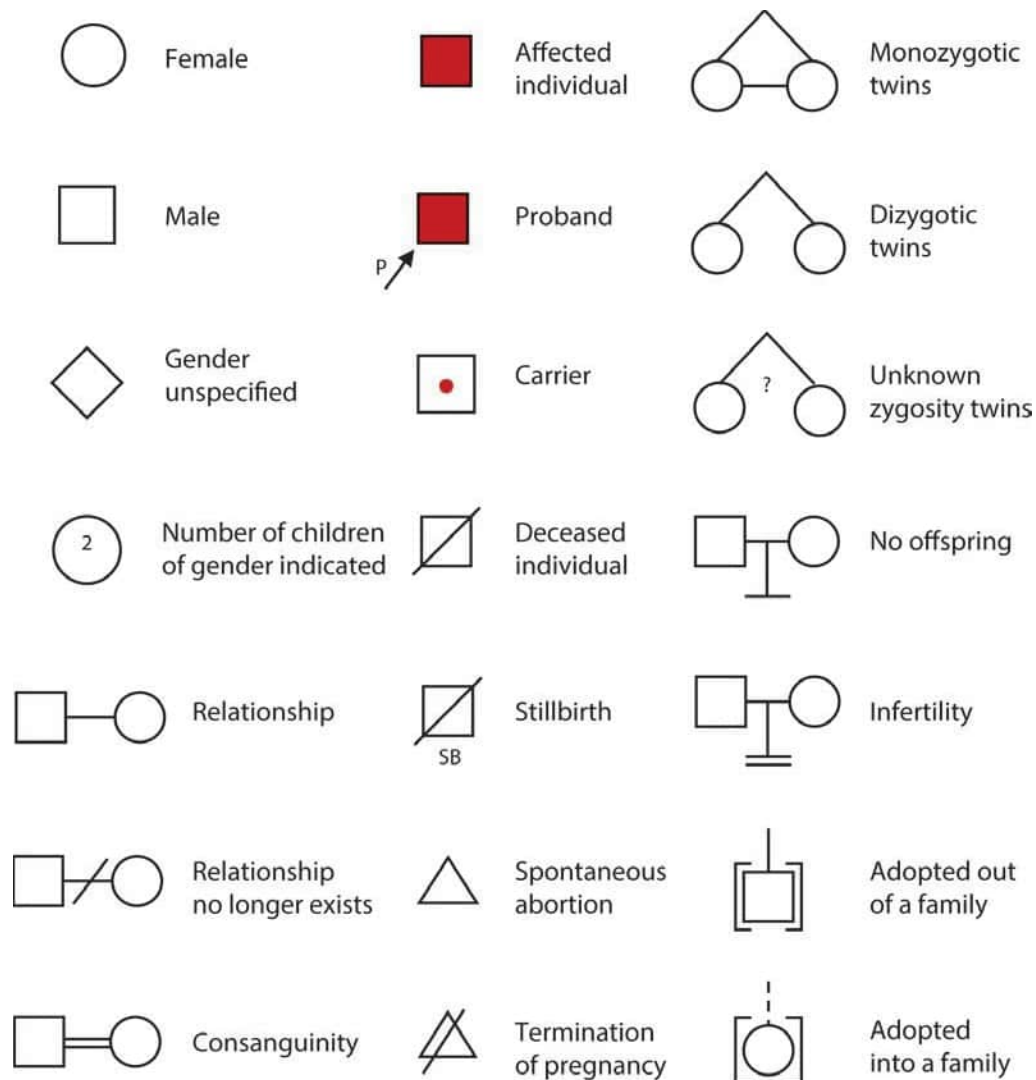 Female
Affected
individual
Monozygotic
twins
Male
P
Proband
Dizygotic
twins
Gender
unspecified
Carrier
?
Unknown
zygosity twins
2
Number of children
of gender indicated
Deceased
individual
No offspring
Relationship
SB
Stillbirth
Infertility
Relationship
no longer exists
Spontaneous
abortion
Adopted out
of a family
Consanguinity
Termination
of pregnancy
Adopted
into a family